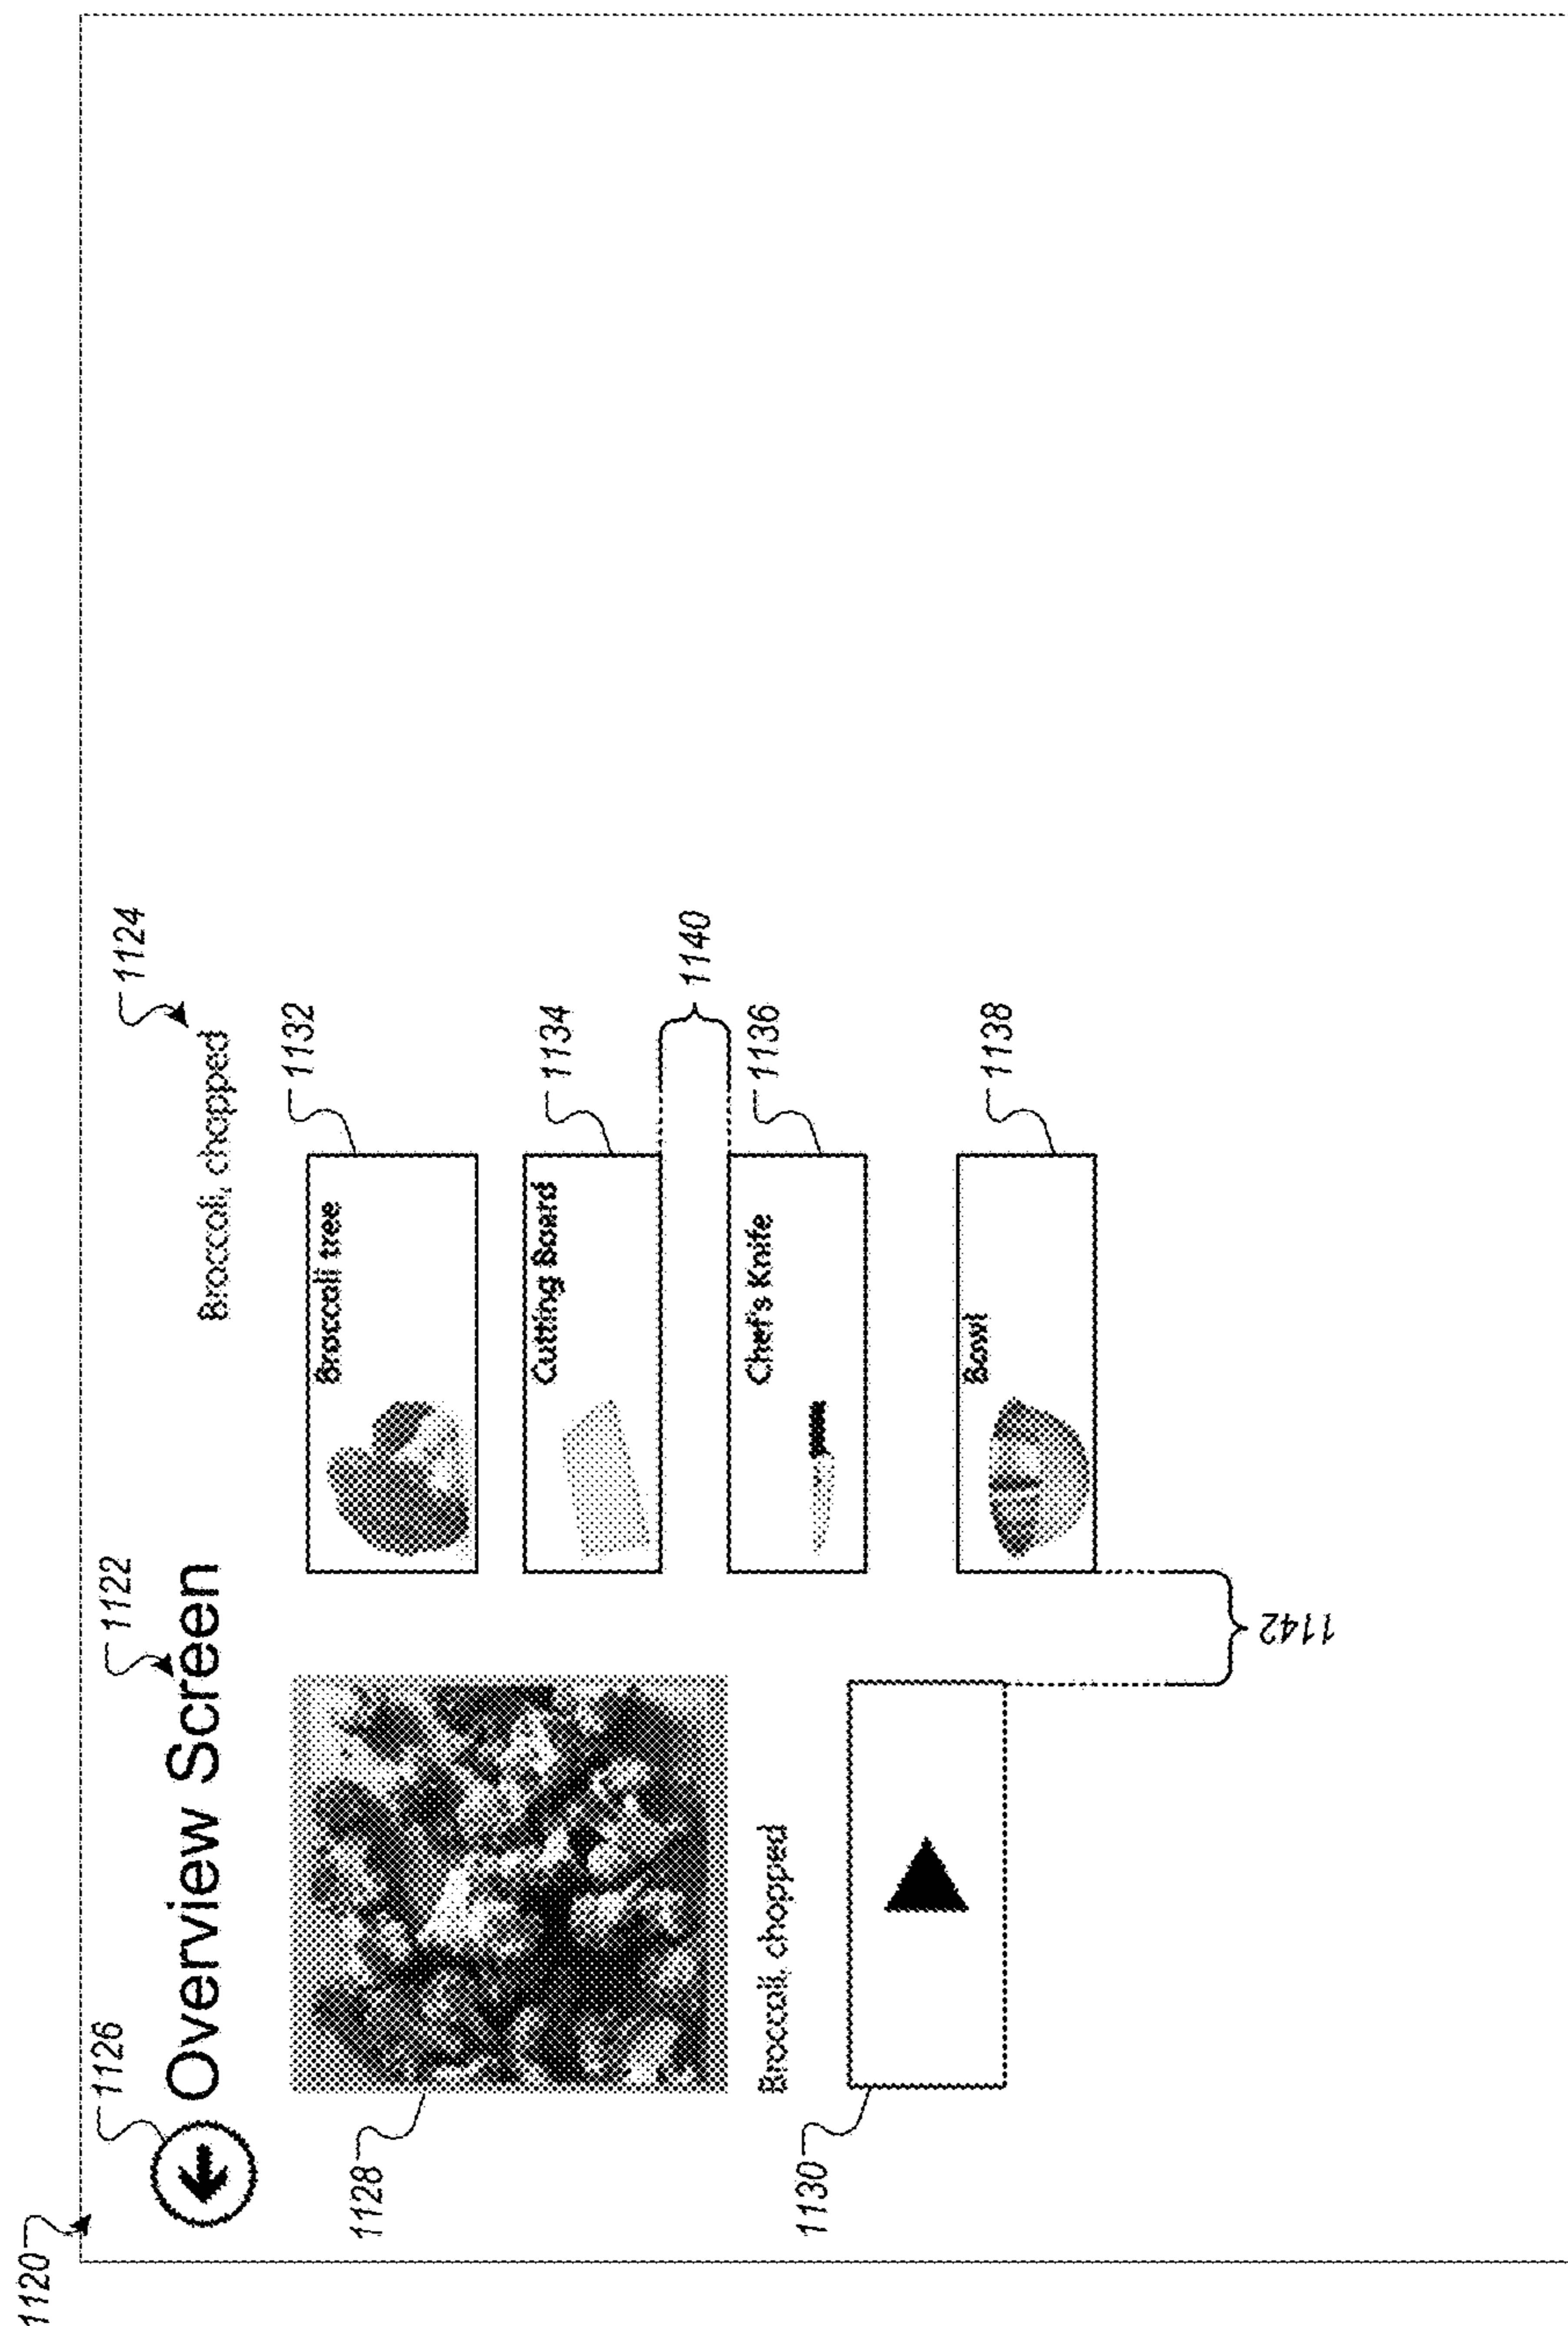 1120
1126
1122
1124
Overview Screen
Broccoli, chopped
1128
1132
Broccoli tree
1134
Cutting Board
1140
Broccoli, chopped
1136
Chef's Knife
1130
1138
Bowl
1142